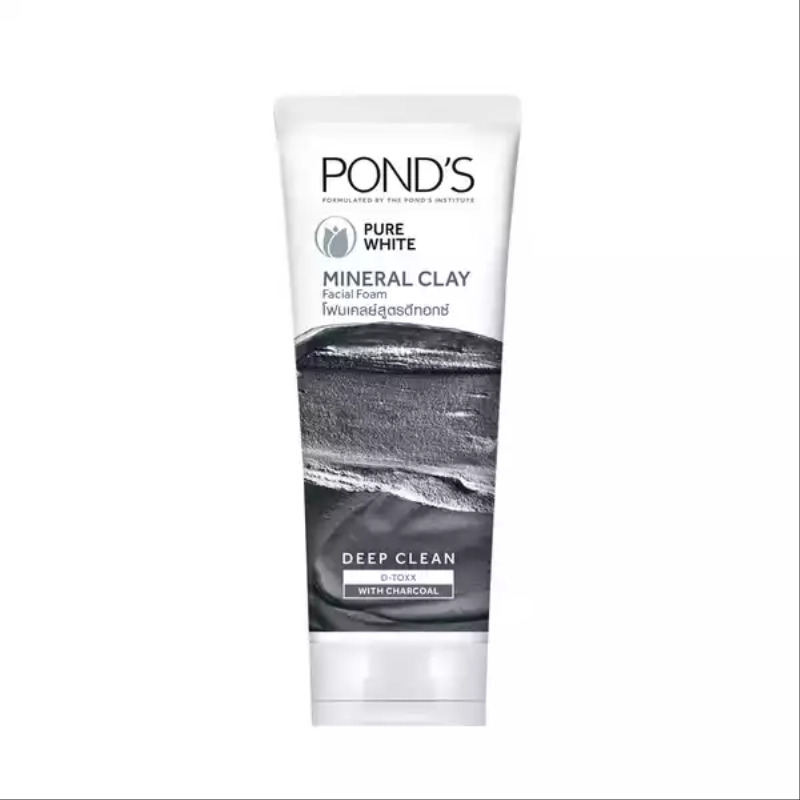 POND'S
FORMULATED BY THE POND'S INSTITUTE
PURE
WHITE
MINERAL CLAY
Facial Foam
โฟมเคลย์สูตรดีทอกซ์
DEEP CLEAN
D-TOXX
WITH CHARCOAL